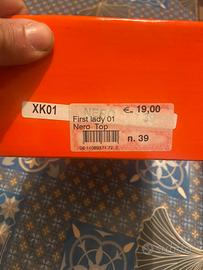 XK01
€ 19,00
First lady 01
Nero Top
n. 39